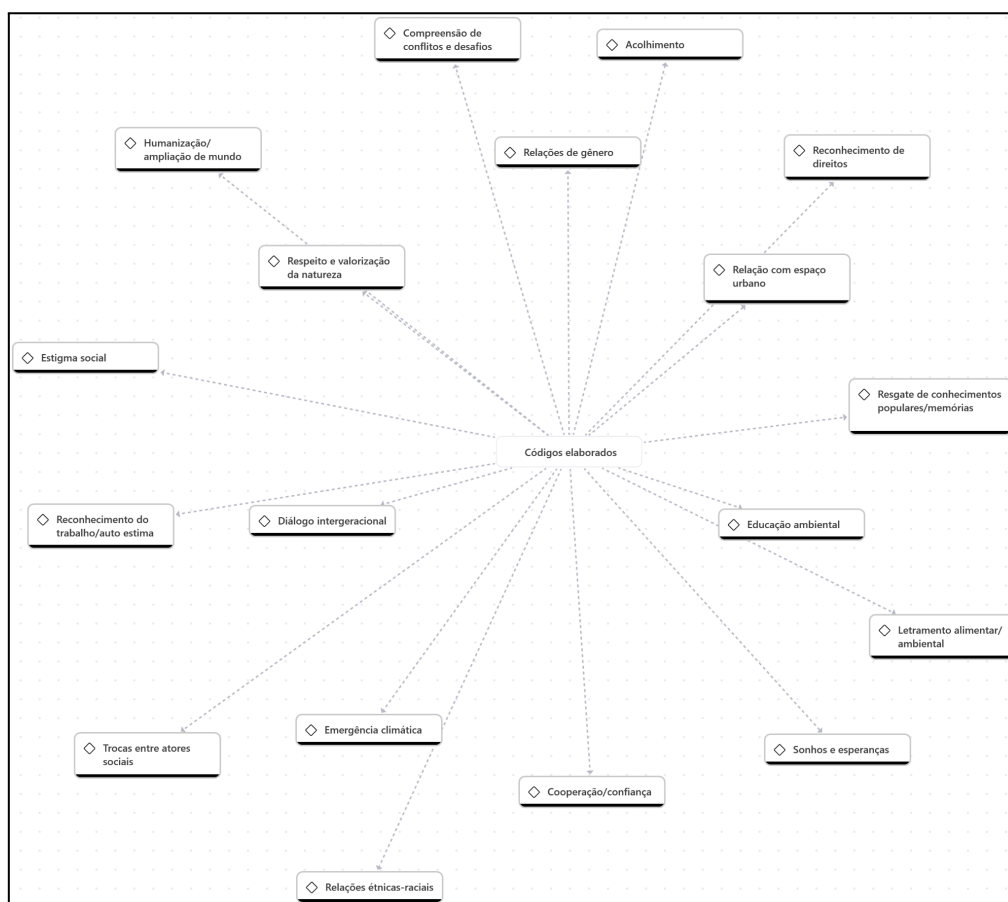 Compreensão de
conflitos e desafios
Acolhimento
Humanização/
ampliação de mundo
Relações de gênero
Reconhecimento de
direitos
Respeito e valorização
da natureza
Relação com espaço
urbano
Estigma social
Resgate de conhecimentos
populares/memórias
Códigos elaborados
Reconhecimento do
trabalho/auto estima
Diálogo intergeracional
Educação ambiental
Letramento alimentar/
ambiental
Trocas entre atores
sociais
Emergência climática
Sonhos e esperanças
Cooperação/confiança
Relações étnicas-raciais